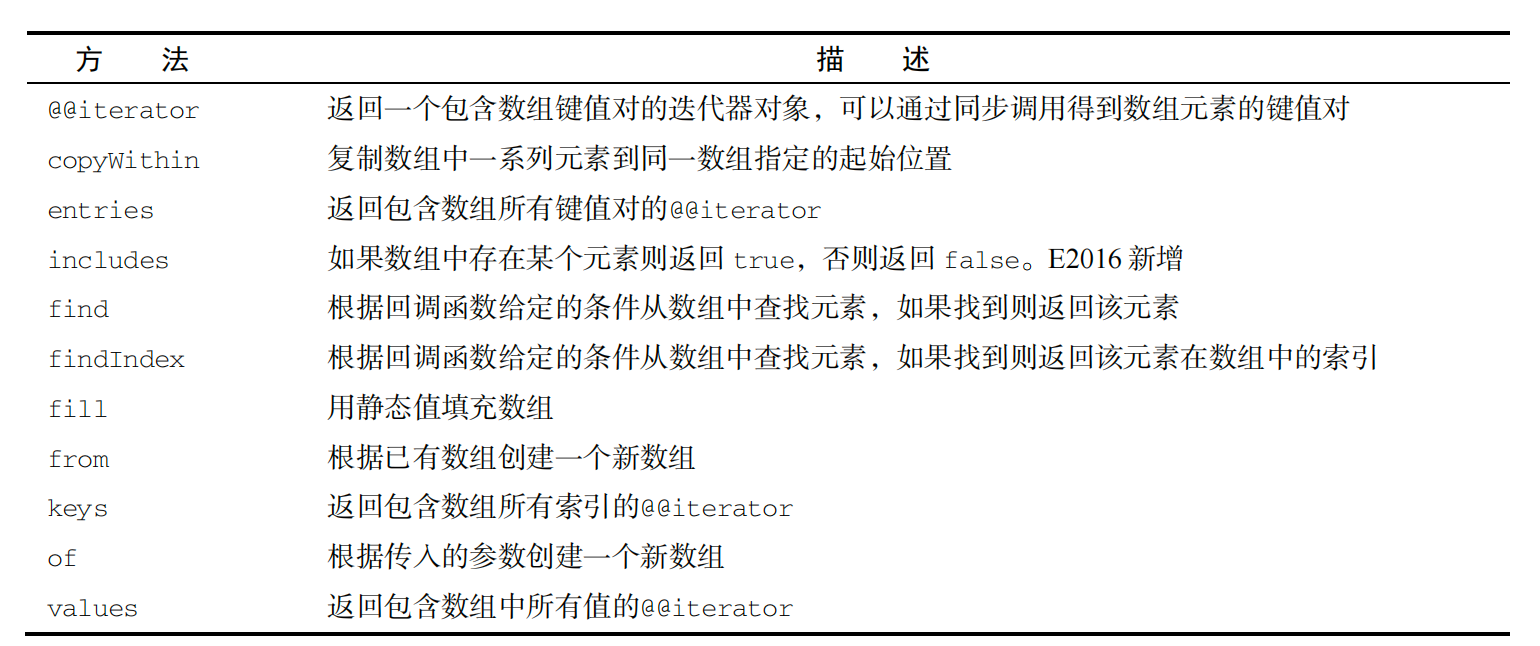 方 法 描 述
@@iterator 返回一个包含数组键值对的迭代器对象，可以通过同步调用得到数组元素的键值对
copyWithin 复制数组中一系列元素到同一数组指定的起始位置
entries 返回包含数组所有键值对的@@iterator
includes 如果数组中存在某个元素则返回 true，否则返回 false。E2016 新增
find 根据回调函数给定的条件从数组中查找元素，如果找到则返回该元素
findIndex 根据回调函数给定的条件从数组中查找元素，如果找到则返回该元素在数组中的索引
fill 用静态值填充数组
from 根据已有数组创建一个新数组
keys 返回包含数组所有索引的@@iterator
of 根据传入的参数创建一个新数组
values 返回包含数组中所有值的@@iterator